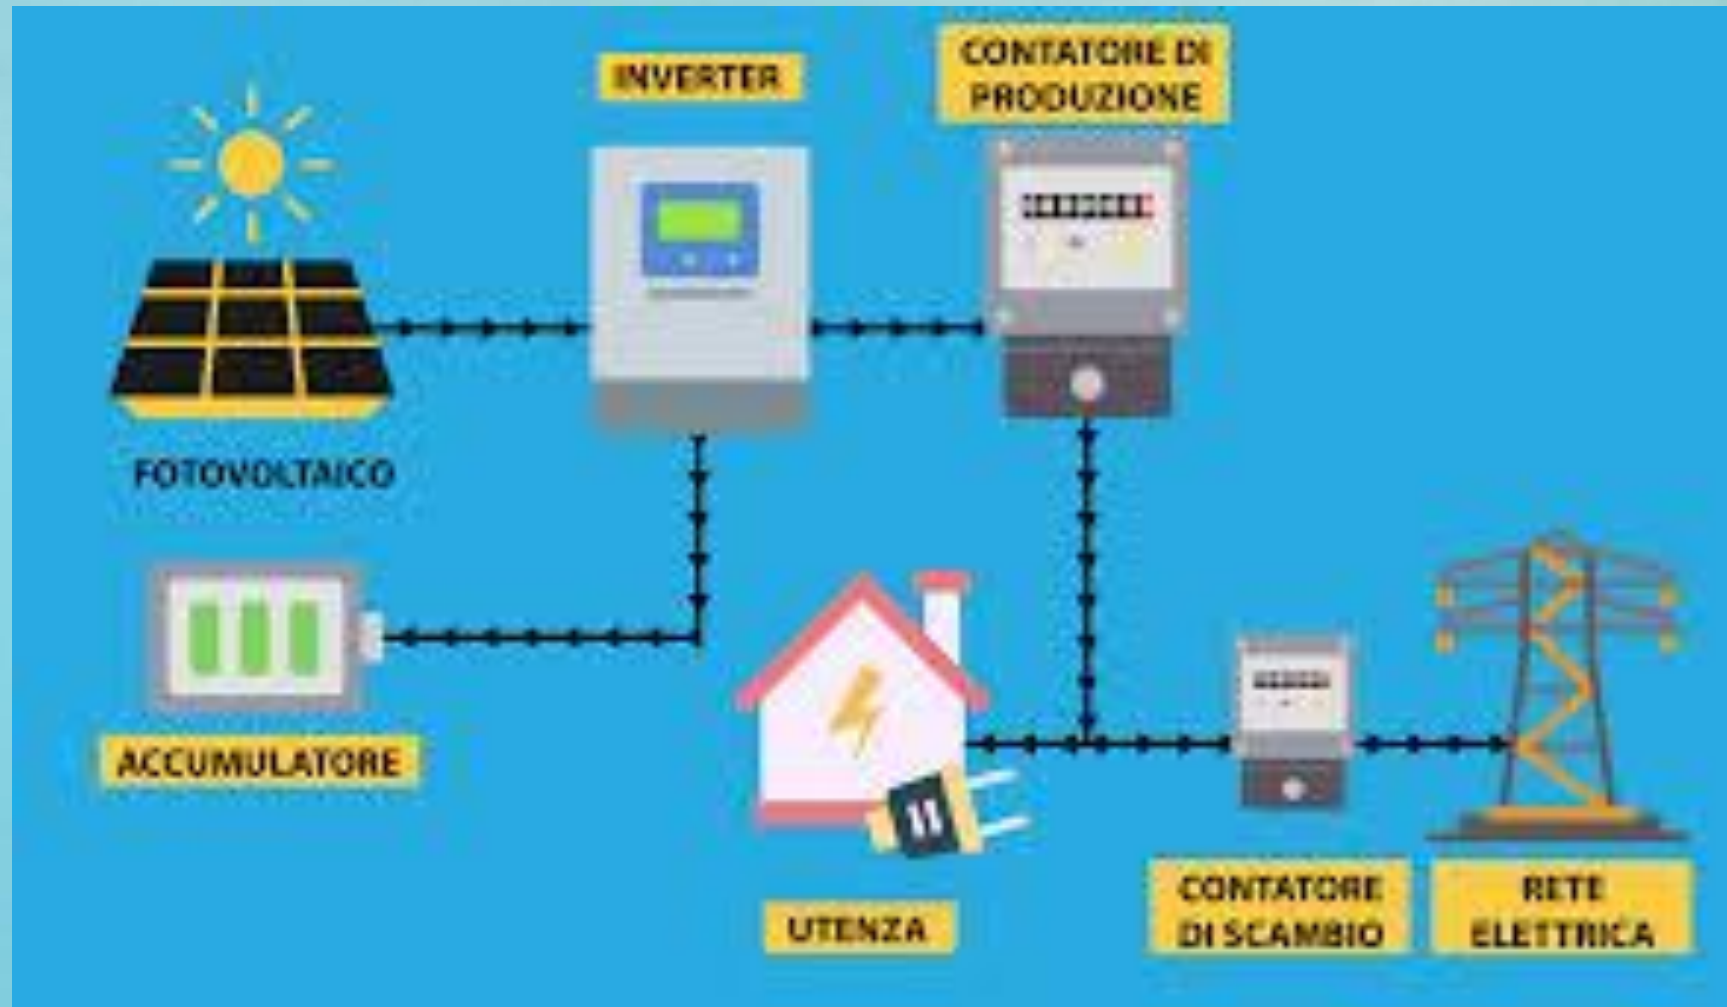 INVERTER
CONTATORE DI
PRODUZIONE
FOTOVOLTAICO
ACCUMULATORE
UTENZA
CONTATORE
DI SCAMBIO
RETE
ELETTRICA